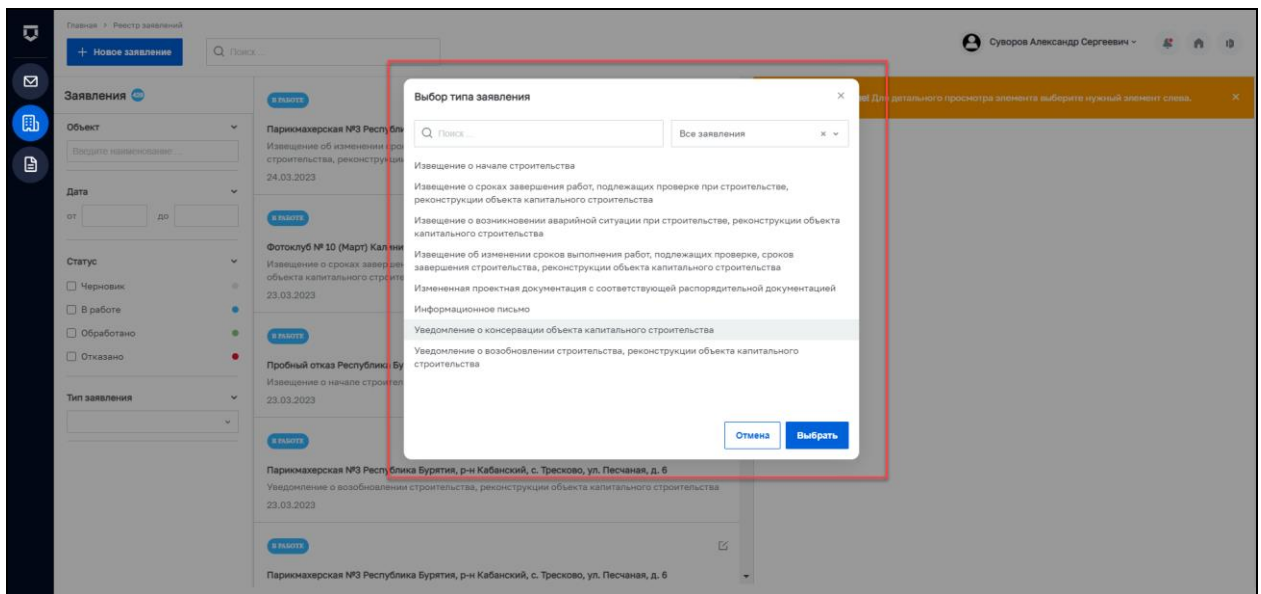 Главная > Реестр заявлений
+ Новое заявление
Поиск ...
Суворов Александр Сергеевич
Заявления
Объект
Введите наименование ...
Дата
от
до
Статус
Черновик
В работе
Обработано
Отказано
Тип заявления
В РАБОТЕ
Парикмахерская №3 Республи
Извещение об изменении
строительства, реконструкции
24.03.2023
В РАБОТЕ
Фотоклуб № 10 (Март) Калини
Извещение о сроках заверше
объекта капитального строите
23.03.2023
В РАБОТЕ
Пробный отказ Республика Бу
Извещение о начале строител
23.03.2023
В РАБОТЕ
Парикмахерская №3 Республика Бурятия, р-н Кабанский, с. Тресково, ул. Песчаная, д. 6
Уведомление о возобновлении строительства, реконструкции объекта капитального строительства
23.03.2023
В РАБОТЕ
Парикмахерская №3 Республика Бурятия, р-н Кабанский, с. Тресково, ул. Песчаная, д. 6
Выбор типа заявления
Поиск ...
Все заявления
Извещение о начале строительства
Извещение о сроках завершения работ, подлежащих проверке при строительстве,
реконструкции объекта капитального строительства
Извещение о возникновении аварийной ситуации при строительстве, реконструкции объекта
капитального строительства
Извещение об изменении сроков выполнения работ, подлежащих проверке, сроков
завершения строительства, реконструкции объекта капитального строительства
Измененная проектная документация с соответствующей распорядительной документацией
Информационное письмо
Уведомление о консервации объекта капитального строительства
Уведомление о возобновлении строительства, реконструкции объекта капитального
строительства
Отмена
Выбрать
Для детального просмотра элемента выберите нужный элемент слева.